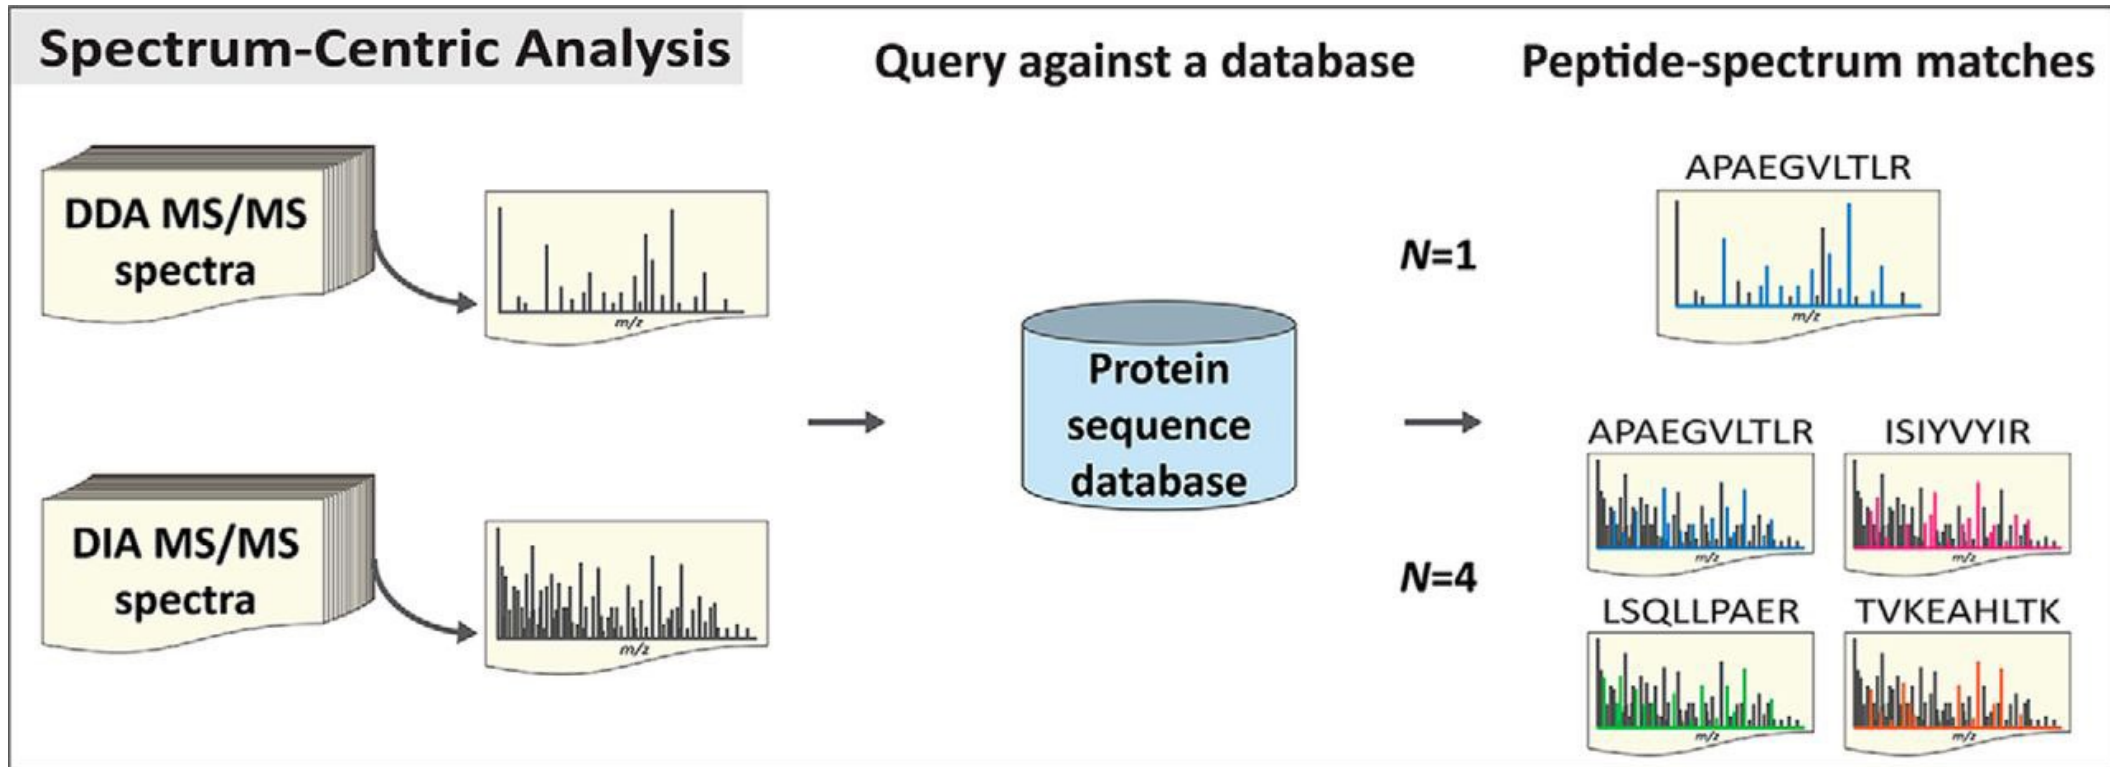 Spectrum-Centric Analysis
Query against a database
Peptide-spectrum matches
DDA MS/MS
spectra
m/z
N=1
APAEGVLTLR
m/z
Protein
sequence
database
DIA MS/MS
spectra
m/z
N=4
APAEGVLTLR
m/z
ISIYVYIR
m/z
LSQLLPAER
m/z
TVKEAHLTK
m/z